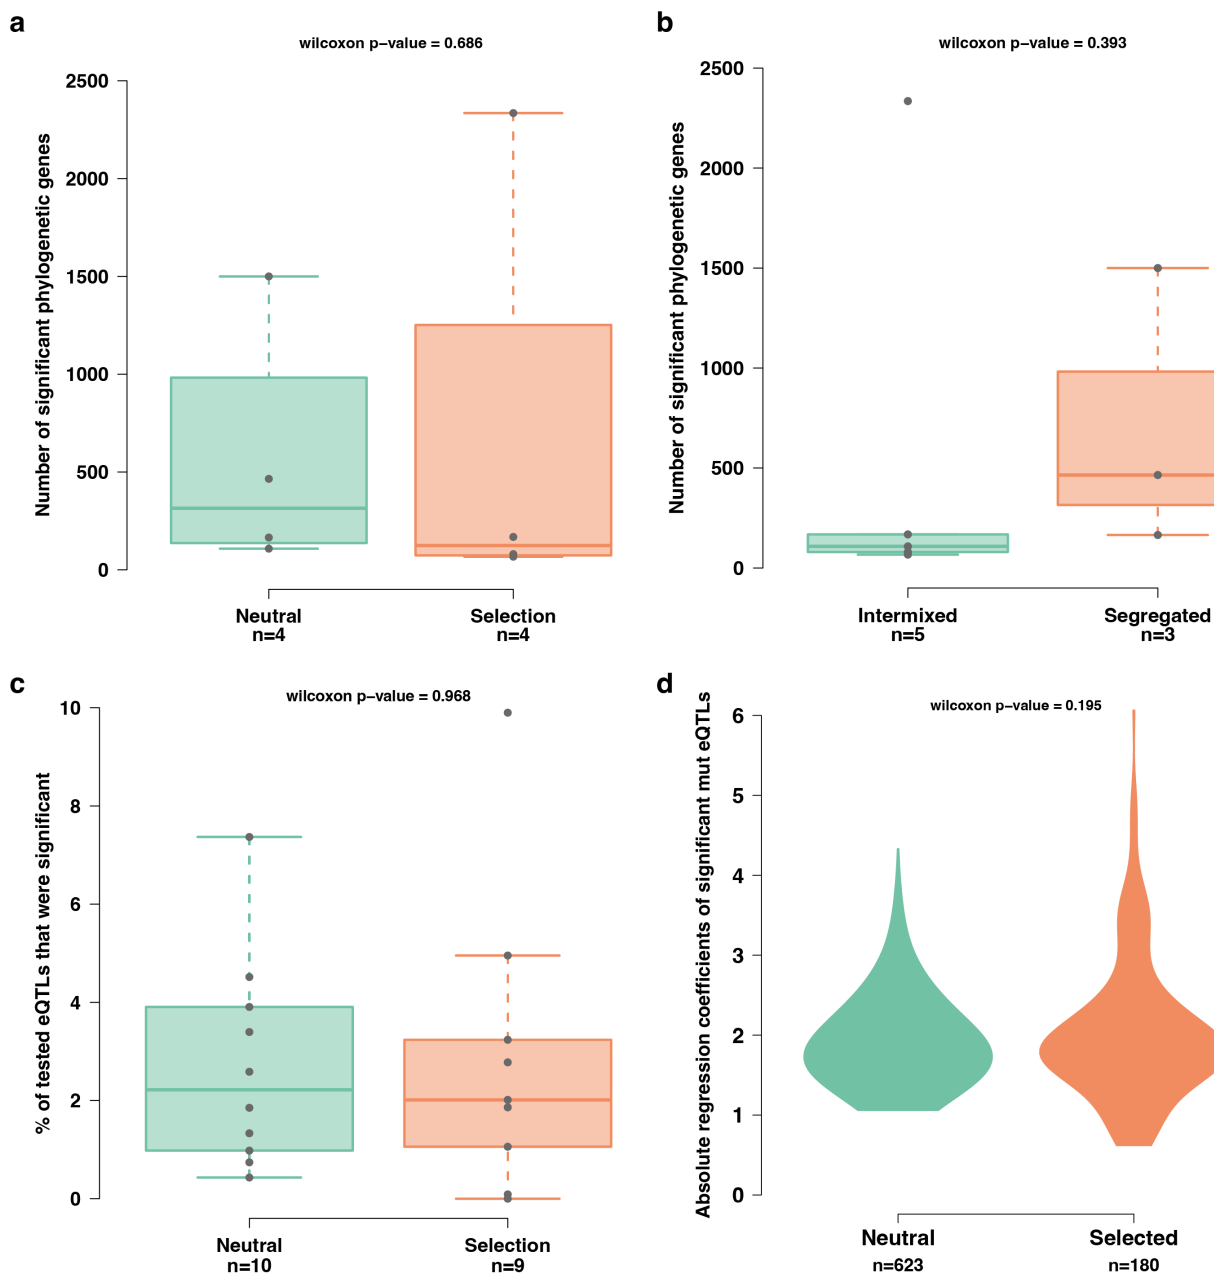 a
wilcoxon p−value = 0.686
Number of significant phylogenetic genes
2500
2000
1500
1000
500
0
Neutral
n=4
Selection
n=4
b
wilcoxon p−value = 0.393
Number of significant phylogenetic genes
2500
2000
1500
1000
500
0
Intermixed
n=5
Segregated
n=3
c
wilcoxon p−value = 0.968
% of tested eQTLs that were significant
10
8
6
4
2
0
Neutral
n=10
Selection
n=9
d
wilcoxon p−value = 0.195
Absolute regression coefficients of significant mut eQTLs
6
5
4
3
2
1
0
Neutral
n=623
Selected
n=180